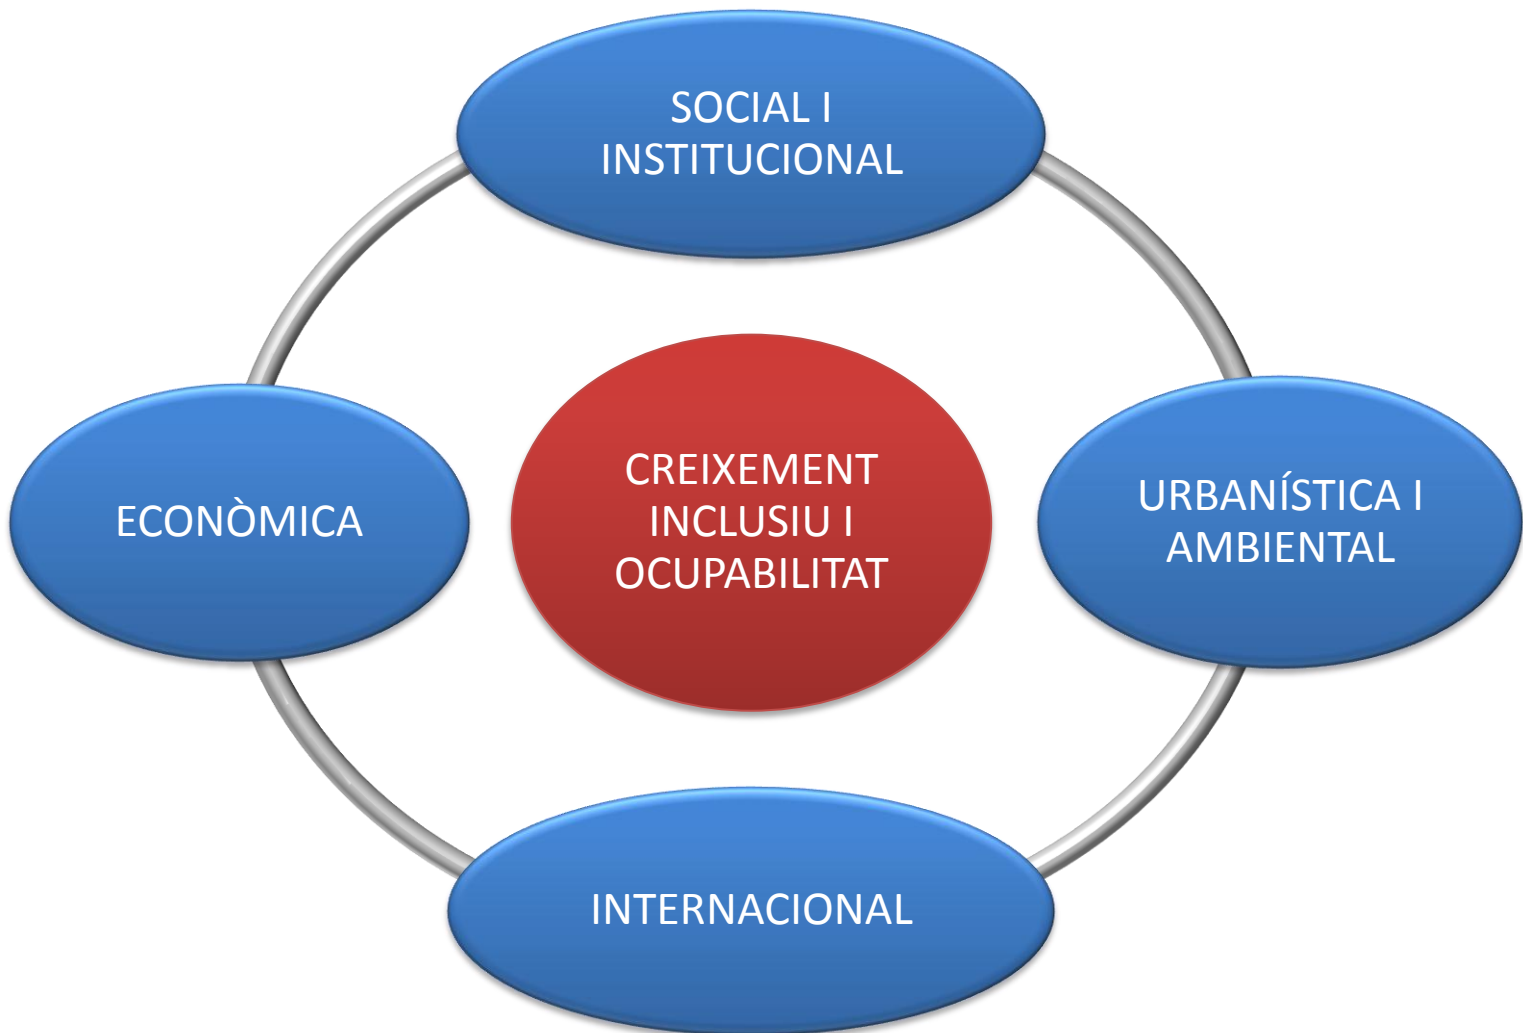 SOCIAL I
INSTITUCIONAL
ECONÒMICA
CREIXEMENT
INCLUSIU I
OCUPABILITAT
URBANÍSTICA I
AMBIENTAL
INTERNACIONAL